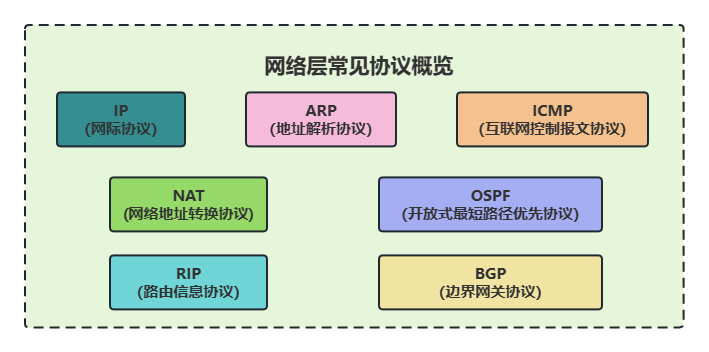 网络层常见协议概览
IP
(网际协议)
ARP
(地址解析协议)
ICMP
(互联网控制报文协议)
NAT
(网络地址转换协议)
OSPF
(开放式最短路径优先协议)
RIP
(路由信息协议)
BGP
(边界网关协议)